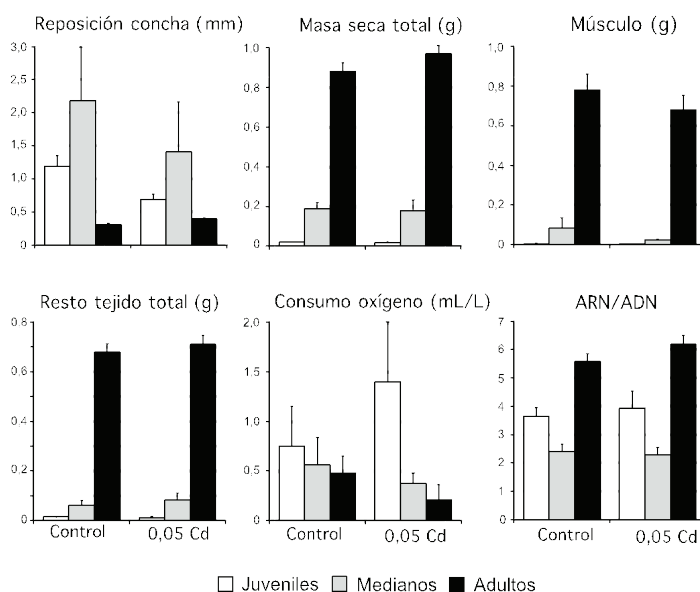 Reposición concha (mm)
3,0
2,5
2,0
1,5
1,0
0,5
0
Masa seca total (g)
1,0
0,8
0,6
0,4
0,2
0
Músculo (g)
1,0
0,8
0,6
0,4
0,2
0
Resto tejido total (g)
0.8
0.6
0.4
0.2
0
Control
0,05 Cd
Consumo oxígeno (mL/L)
2,0
1,5
1,0
0.5
0
Control
0,05 Cd
ARN/ADN
7
6
5
4
3
2
1
0
Control
0,05 Cd
Juveniles Medianos Adultos